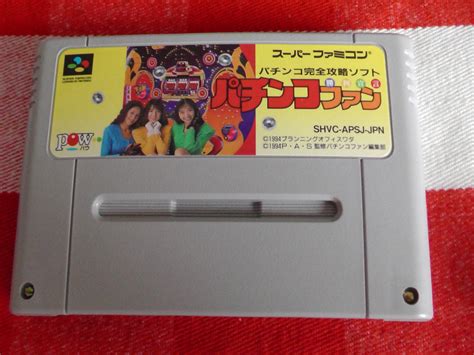 スーパーファミコン
パチンコ完全攻略ソフト
パチンコファン
SHVC-APSJ-JPN
©1994プランニングオフィスワダ
©1994P・A・S監修パチンコファン編集部
POW